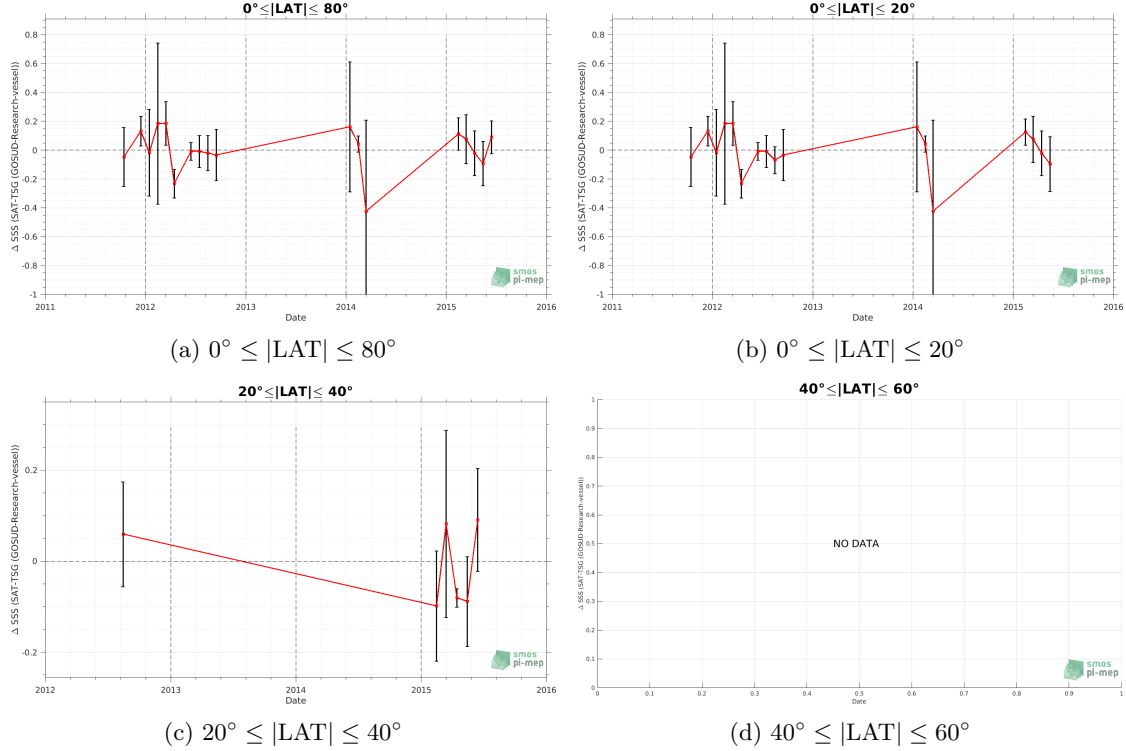 0°≤|LAT|≤ 80°
Δ SSS (SAT-TSG (GOSUD-Research-vessel))
0.8
0.6
0.4
0.2
0
-0.2
-0.4
-0.6
-0.8
-1
2011 2012 2013 2014 2015 2016
Date
smos
pi-mep
(a) 0° ≤ |LAT| ≤ 80°
0°≤|LAT|≤ 20°
Δ SSS (SAT-TSG (GOSUD-Research-vessel))
0.8
0.6
0.4
0.2
0
-0.2
-0.4
-0.6
-0.8
-1
2011 2012 2013 2014 2015 2016
Date
smos
pi-mep
(b) 0° ≤ |LAT| ≤ 20°
20°≤|LAT|≤ 40°
Δ SSS (SAT-TSG (GOSUD-Research-vessel))
0.2
0
-0.2
2012 2013 2014 2015 2016
Date
smos
pi-mep
(c) 20° ≤ |LAT| ≤ 40°
40°≤|LAT|≤ 60°
Δ SSS (SAT-TSG (GOSUD-Research-vessel))
1
0.9
0.8
0.7
0.6
0.5
0.4
0.3
0.2
0.1
0
NO DATA
0 0.1 0.2 0.3 0.4 0.5 0.6 0.7 0.8 0.9 1
Date
smos
pi-mep
(d) 40° ≤ |LAT| ≤ 60°